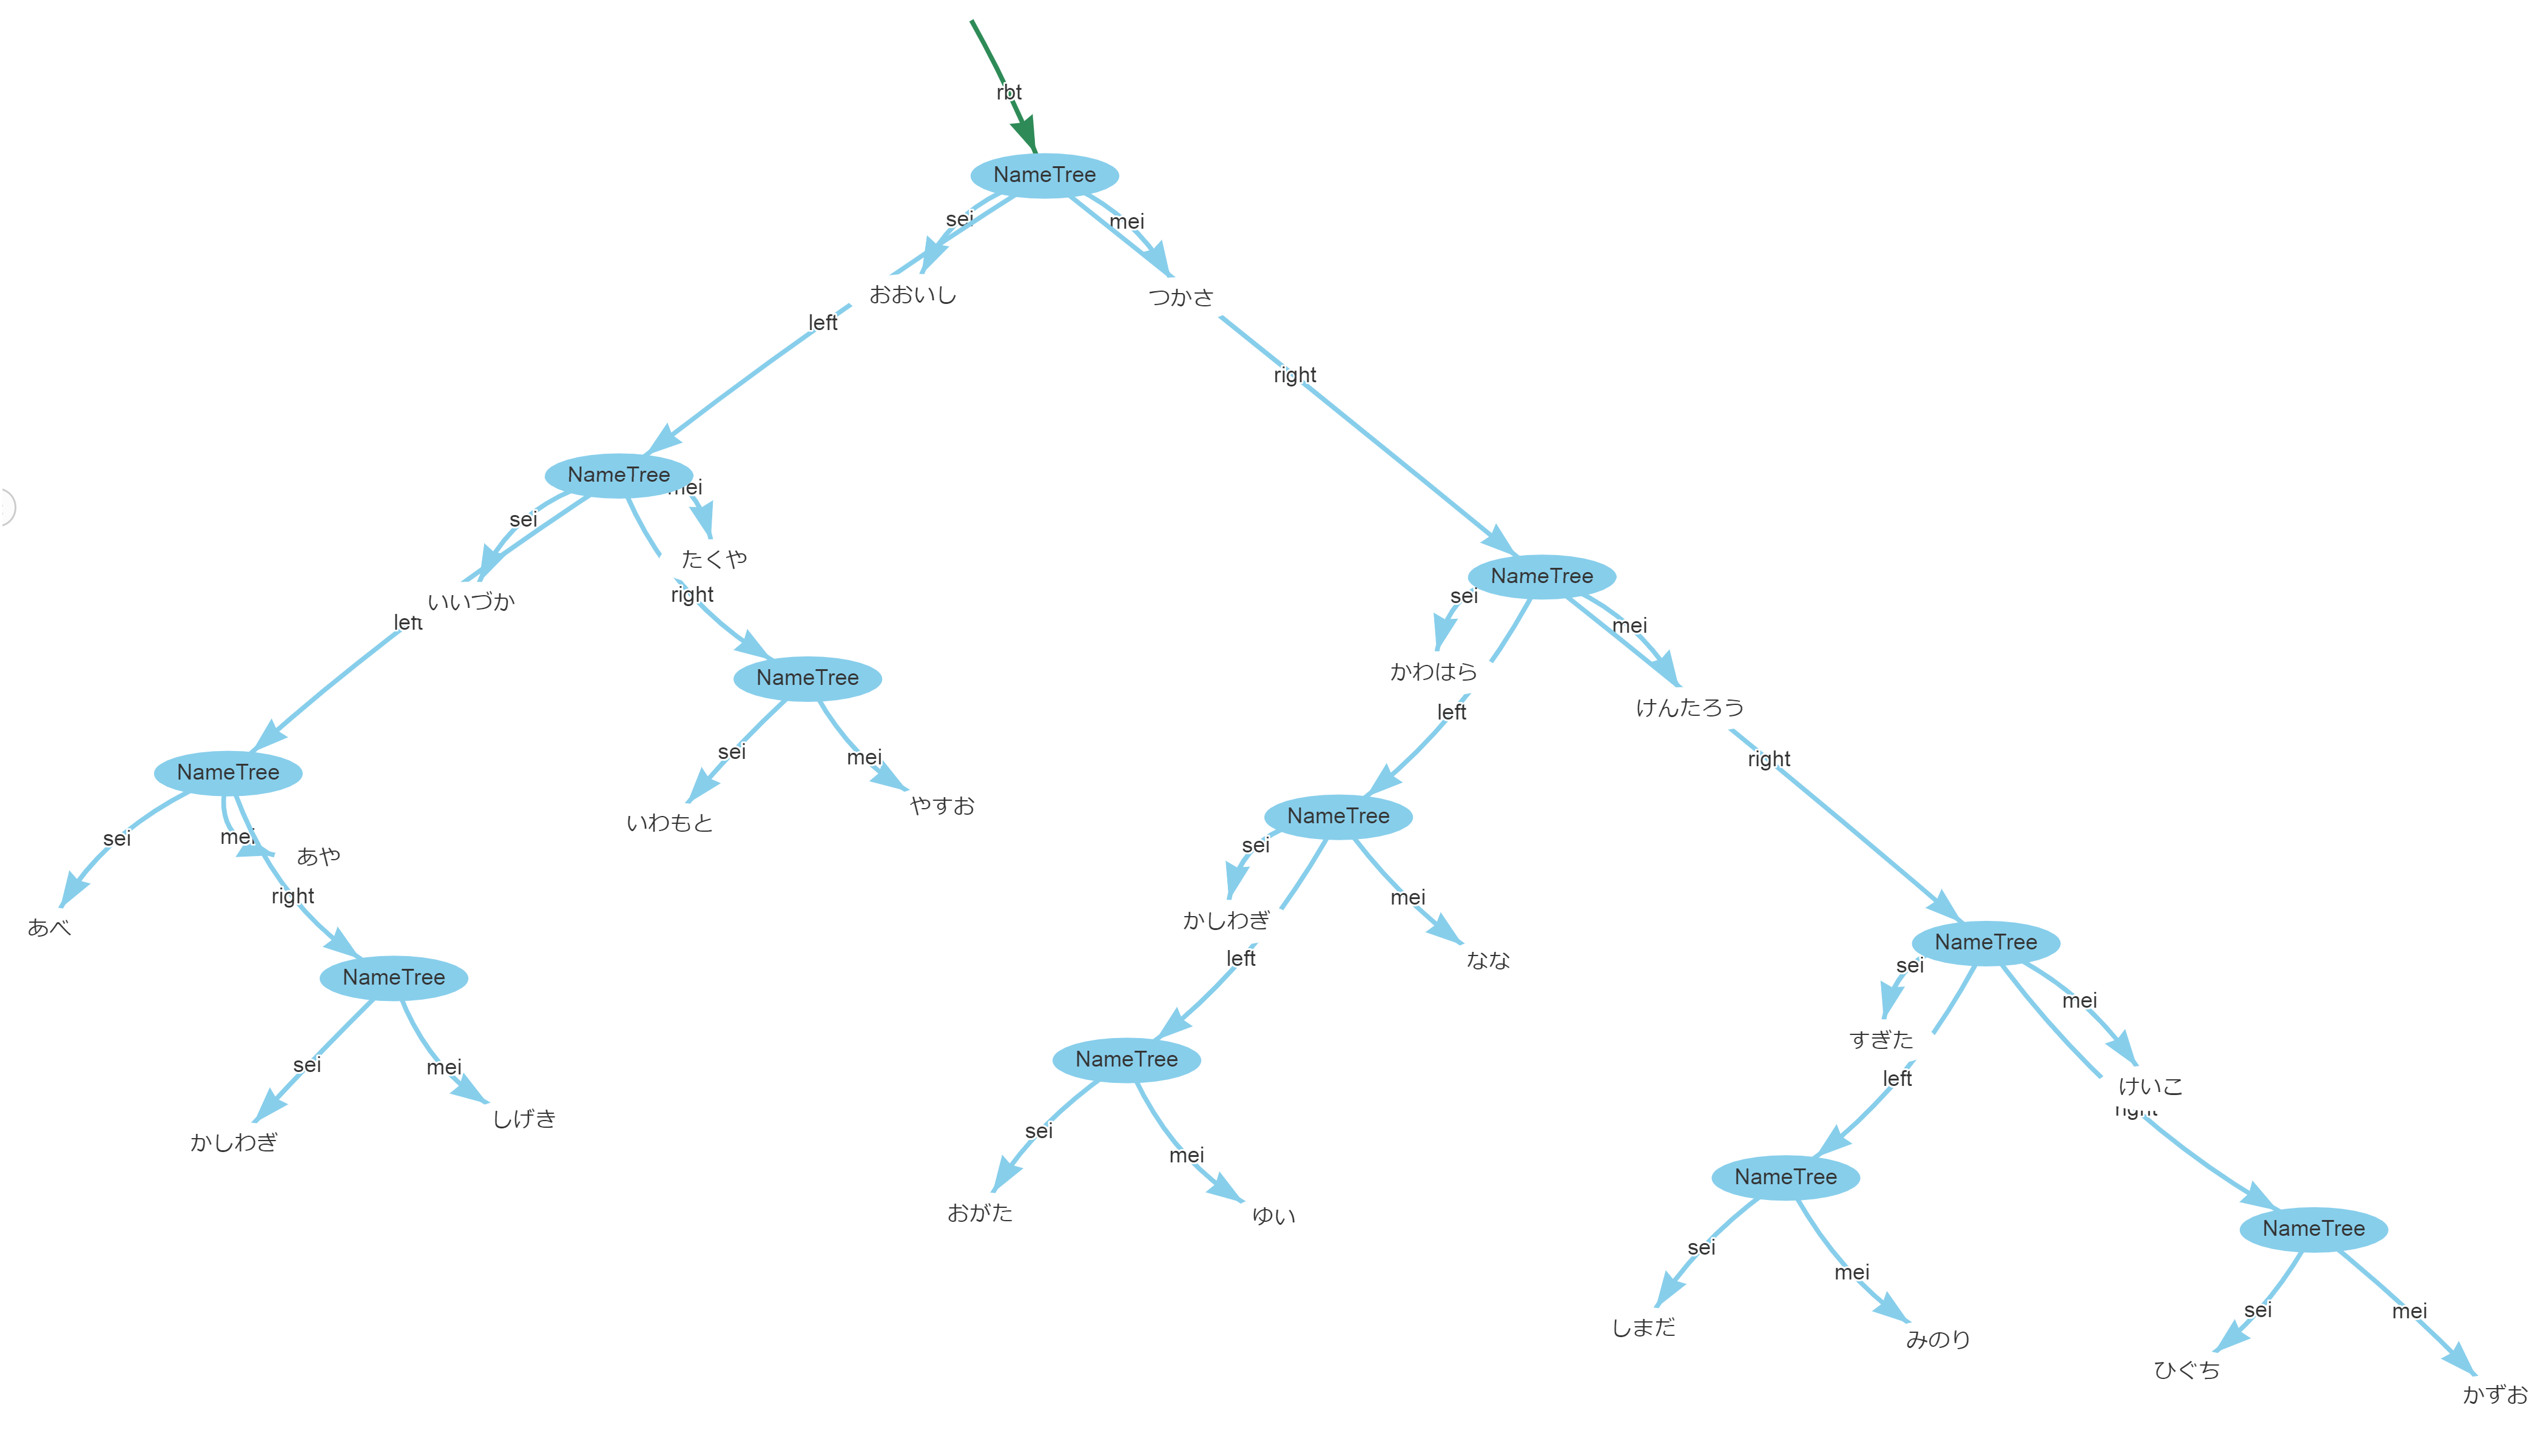 rbt
NameTree
sei
mei
おおいし
つかさ
left
right
NameTree
mei
sei
たくや
いいづか
right
left
NameTree
sei
mei
かわはら
けんたろう
left
right
NameTree
sei
mei
いわもと
やすお
NameTree
sei
mei
あや
right
あべ
NameTree
sei
mei
かしわぎ
なな
left
NameTree
sei
mei
すぎた
けいこ
left
right
NameTree
sei
mei
かしわぎ
しげき
NameTree
sei
mei
おがた
ゆい
NameTree
sei
mei
しまだ
みのり
NameTree
sei
mei
ひぐち
かずお